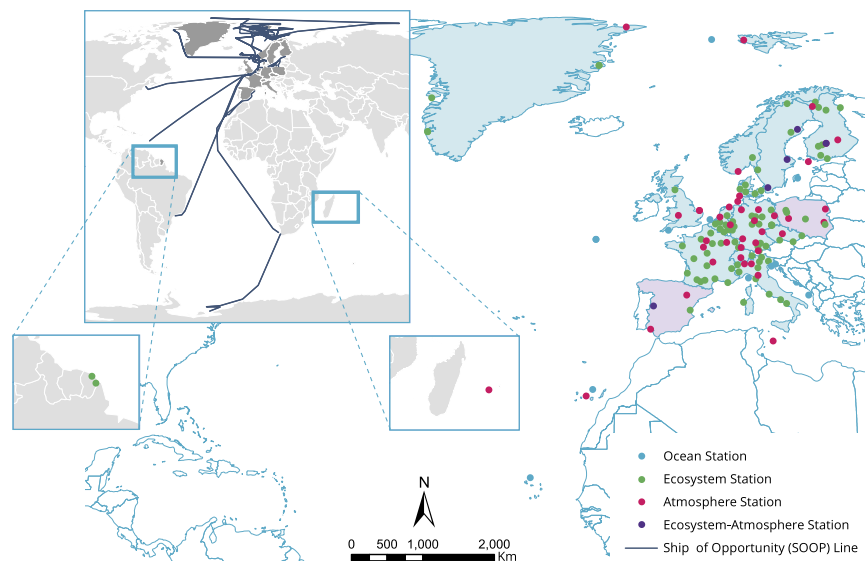 Ocean Station
Ecosystem Station
Atmosphere Station
Ecosystem-Atmosphere Station
Ship of Opportunity (SOOP) Line
N
0 500 1,000 2,000
Km